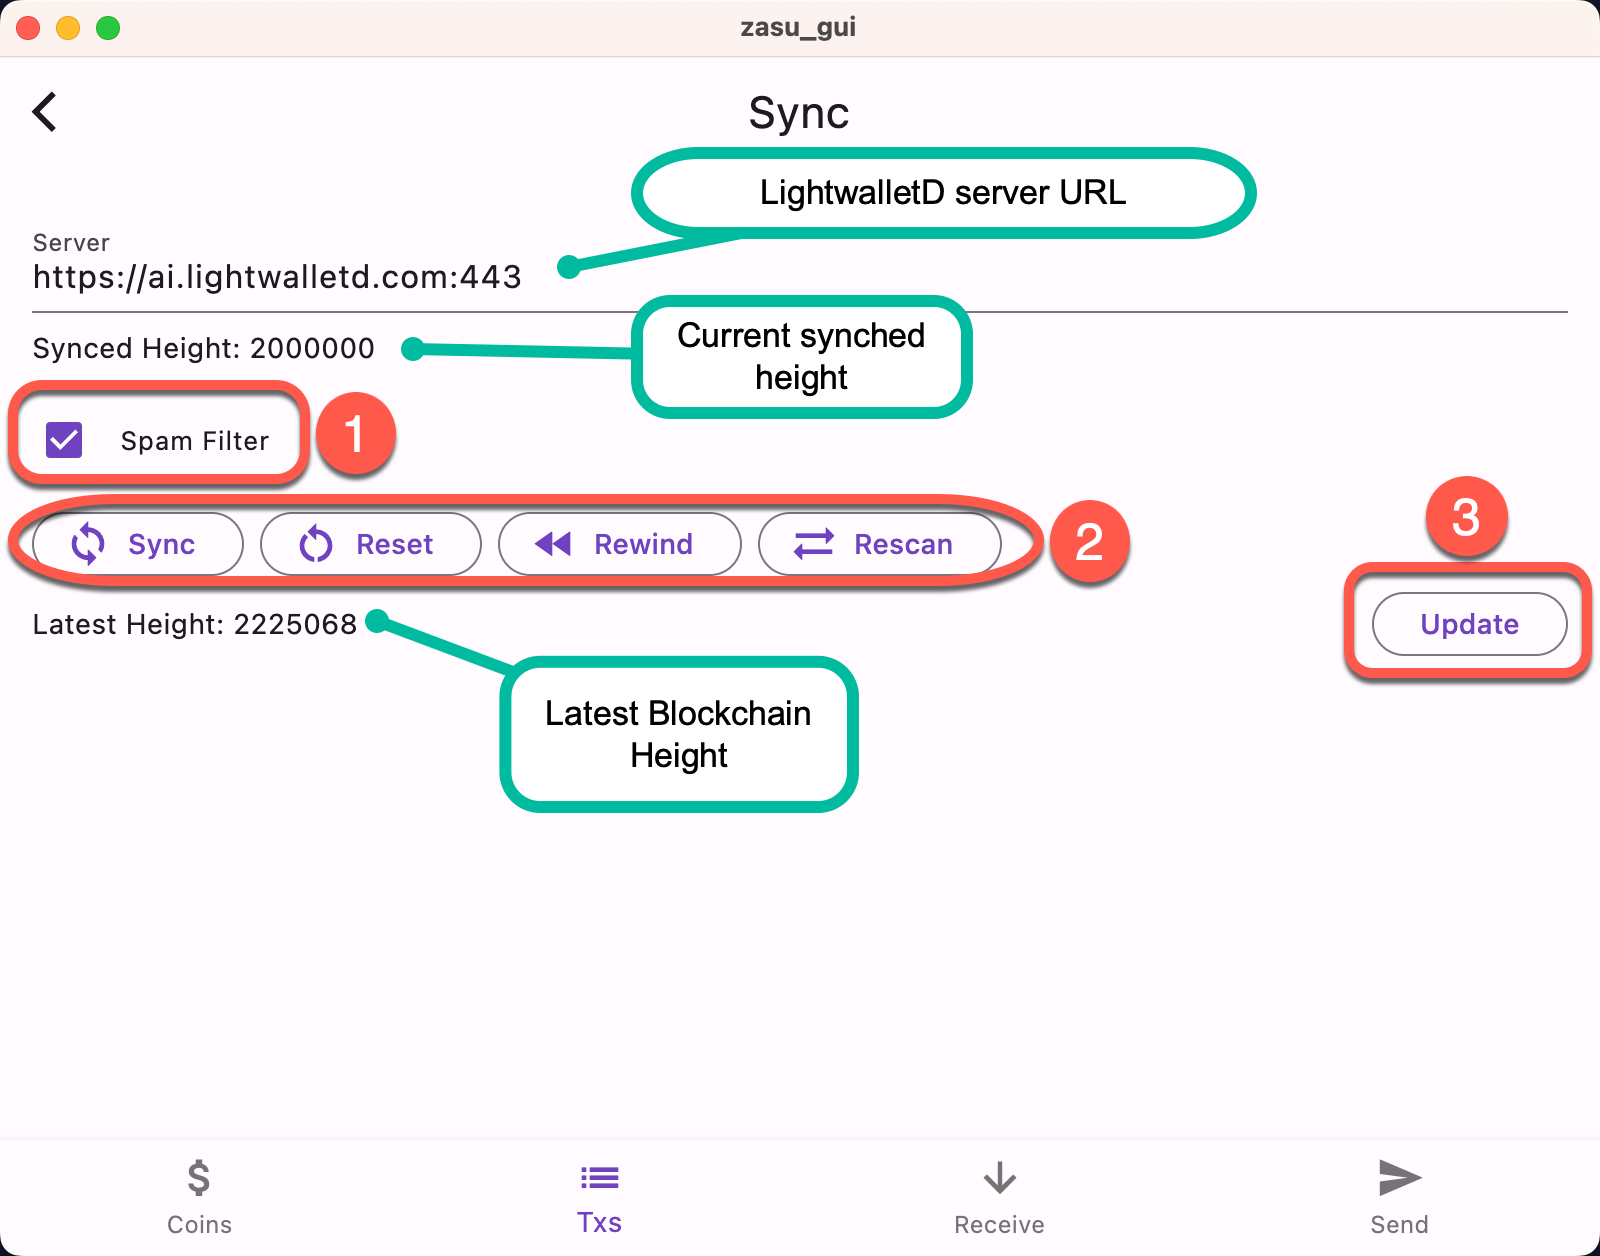 zasu_gui
Sync
LightwalletD server URL
Server
https://ai.lightwalletd.com:443
Synced Height: 2000000
Current synched
height
Spam Filter
1
Sync
Reset
Rewind
Rescan
2
3
Latest Height: 2225068
Update
Latest Blockchain
Height
$
Coins
Txs
Receive
Send